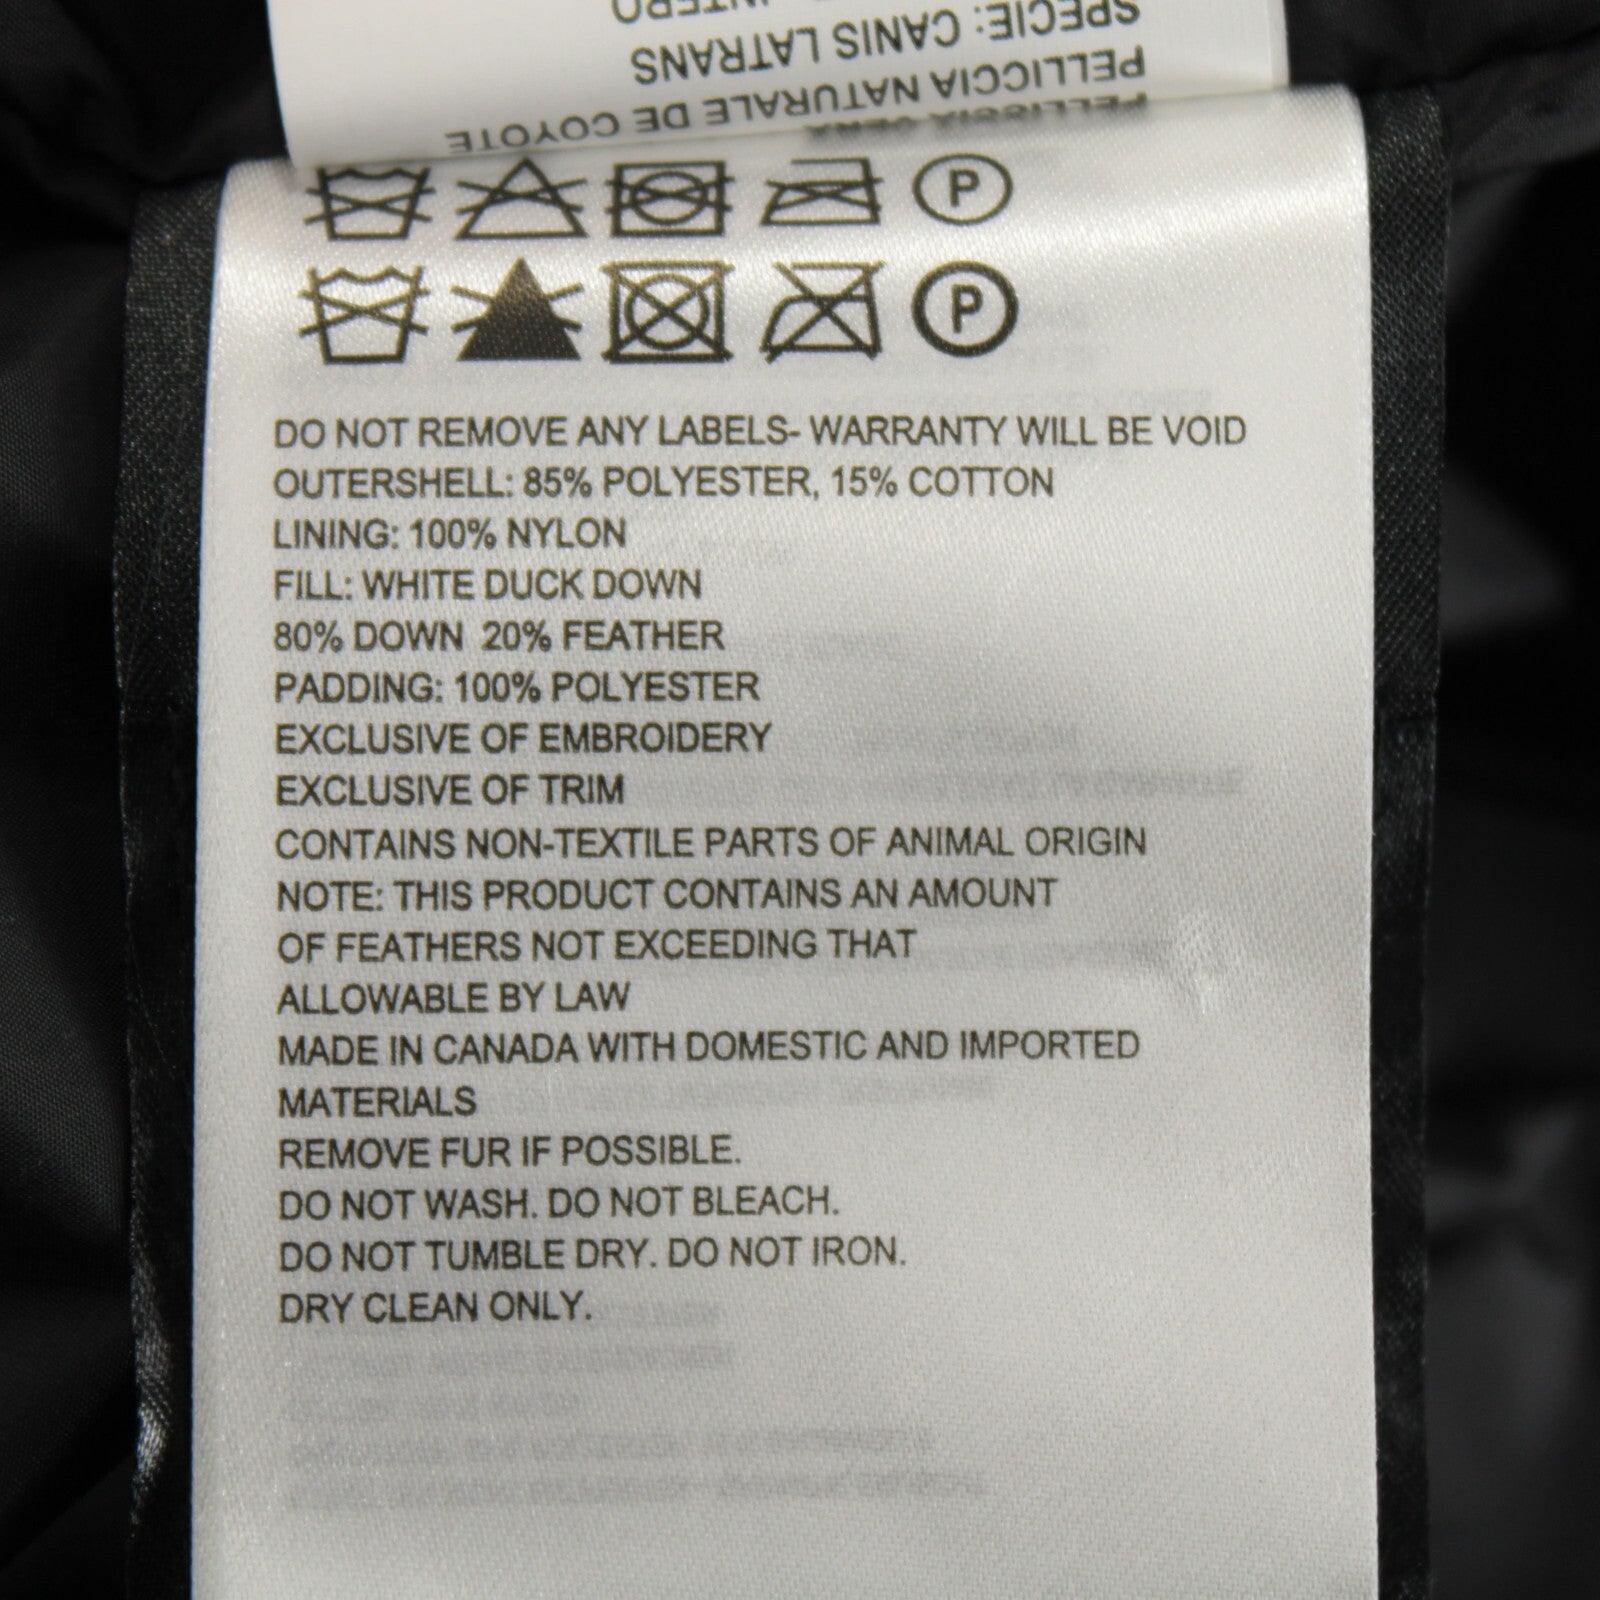 PELLICCIA NATURALE DE COYOTE
SPECIE: CANIS LATRANS
P
P
DO NOT REMOVE ANY LABELS- WARRANTY WILL BE VOID
OUTERSHELL: 85% POLYESTER, 15% COTTON
LINING: 100% NYLON
FILL: WHITE DUCK DOWN
80% DOWN 20% FEATHER
PADDING: 100% POLYESTER
EXCLUSIVE OF EMBROIDERY
EXCLUSIVE OF TRIM
CONTAINS NON-TEXTILE PARTS OF ANIMAL ORIGIN
NOTE: THIS PRODUCT CONTAINS AN AMOUNT
OF FEATHERS NOT EXCEEDING THAT
ALLOWABLE BY LAW
MADE IN CANADA WITH DOMESTIC AND IMPORTED
MATERIALS
REMOVE FUR IF POSSIBLE.
DO NOT WASH. DO NOT BLEACH.
DO NOT TUMBLE DRY. DO NOT IRON.
DRY CLEAN ONLY.